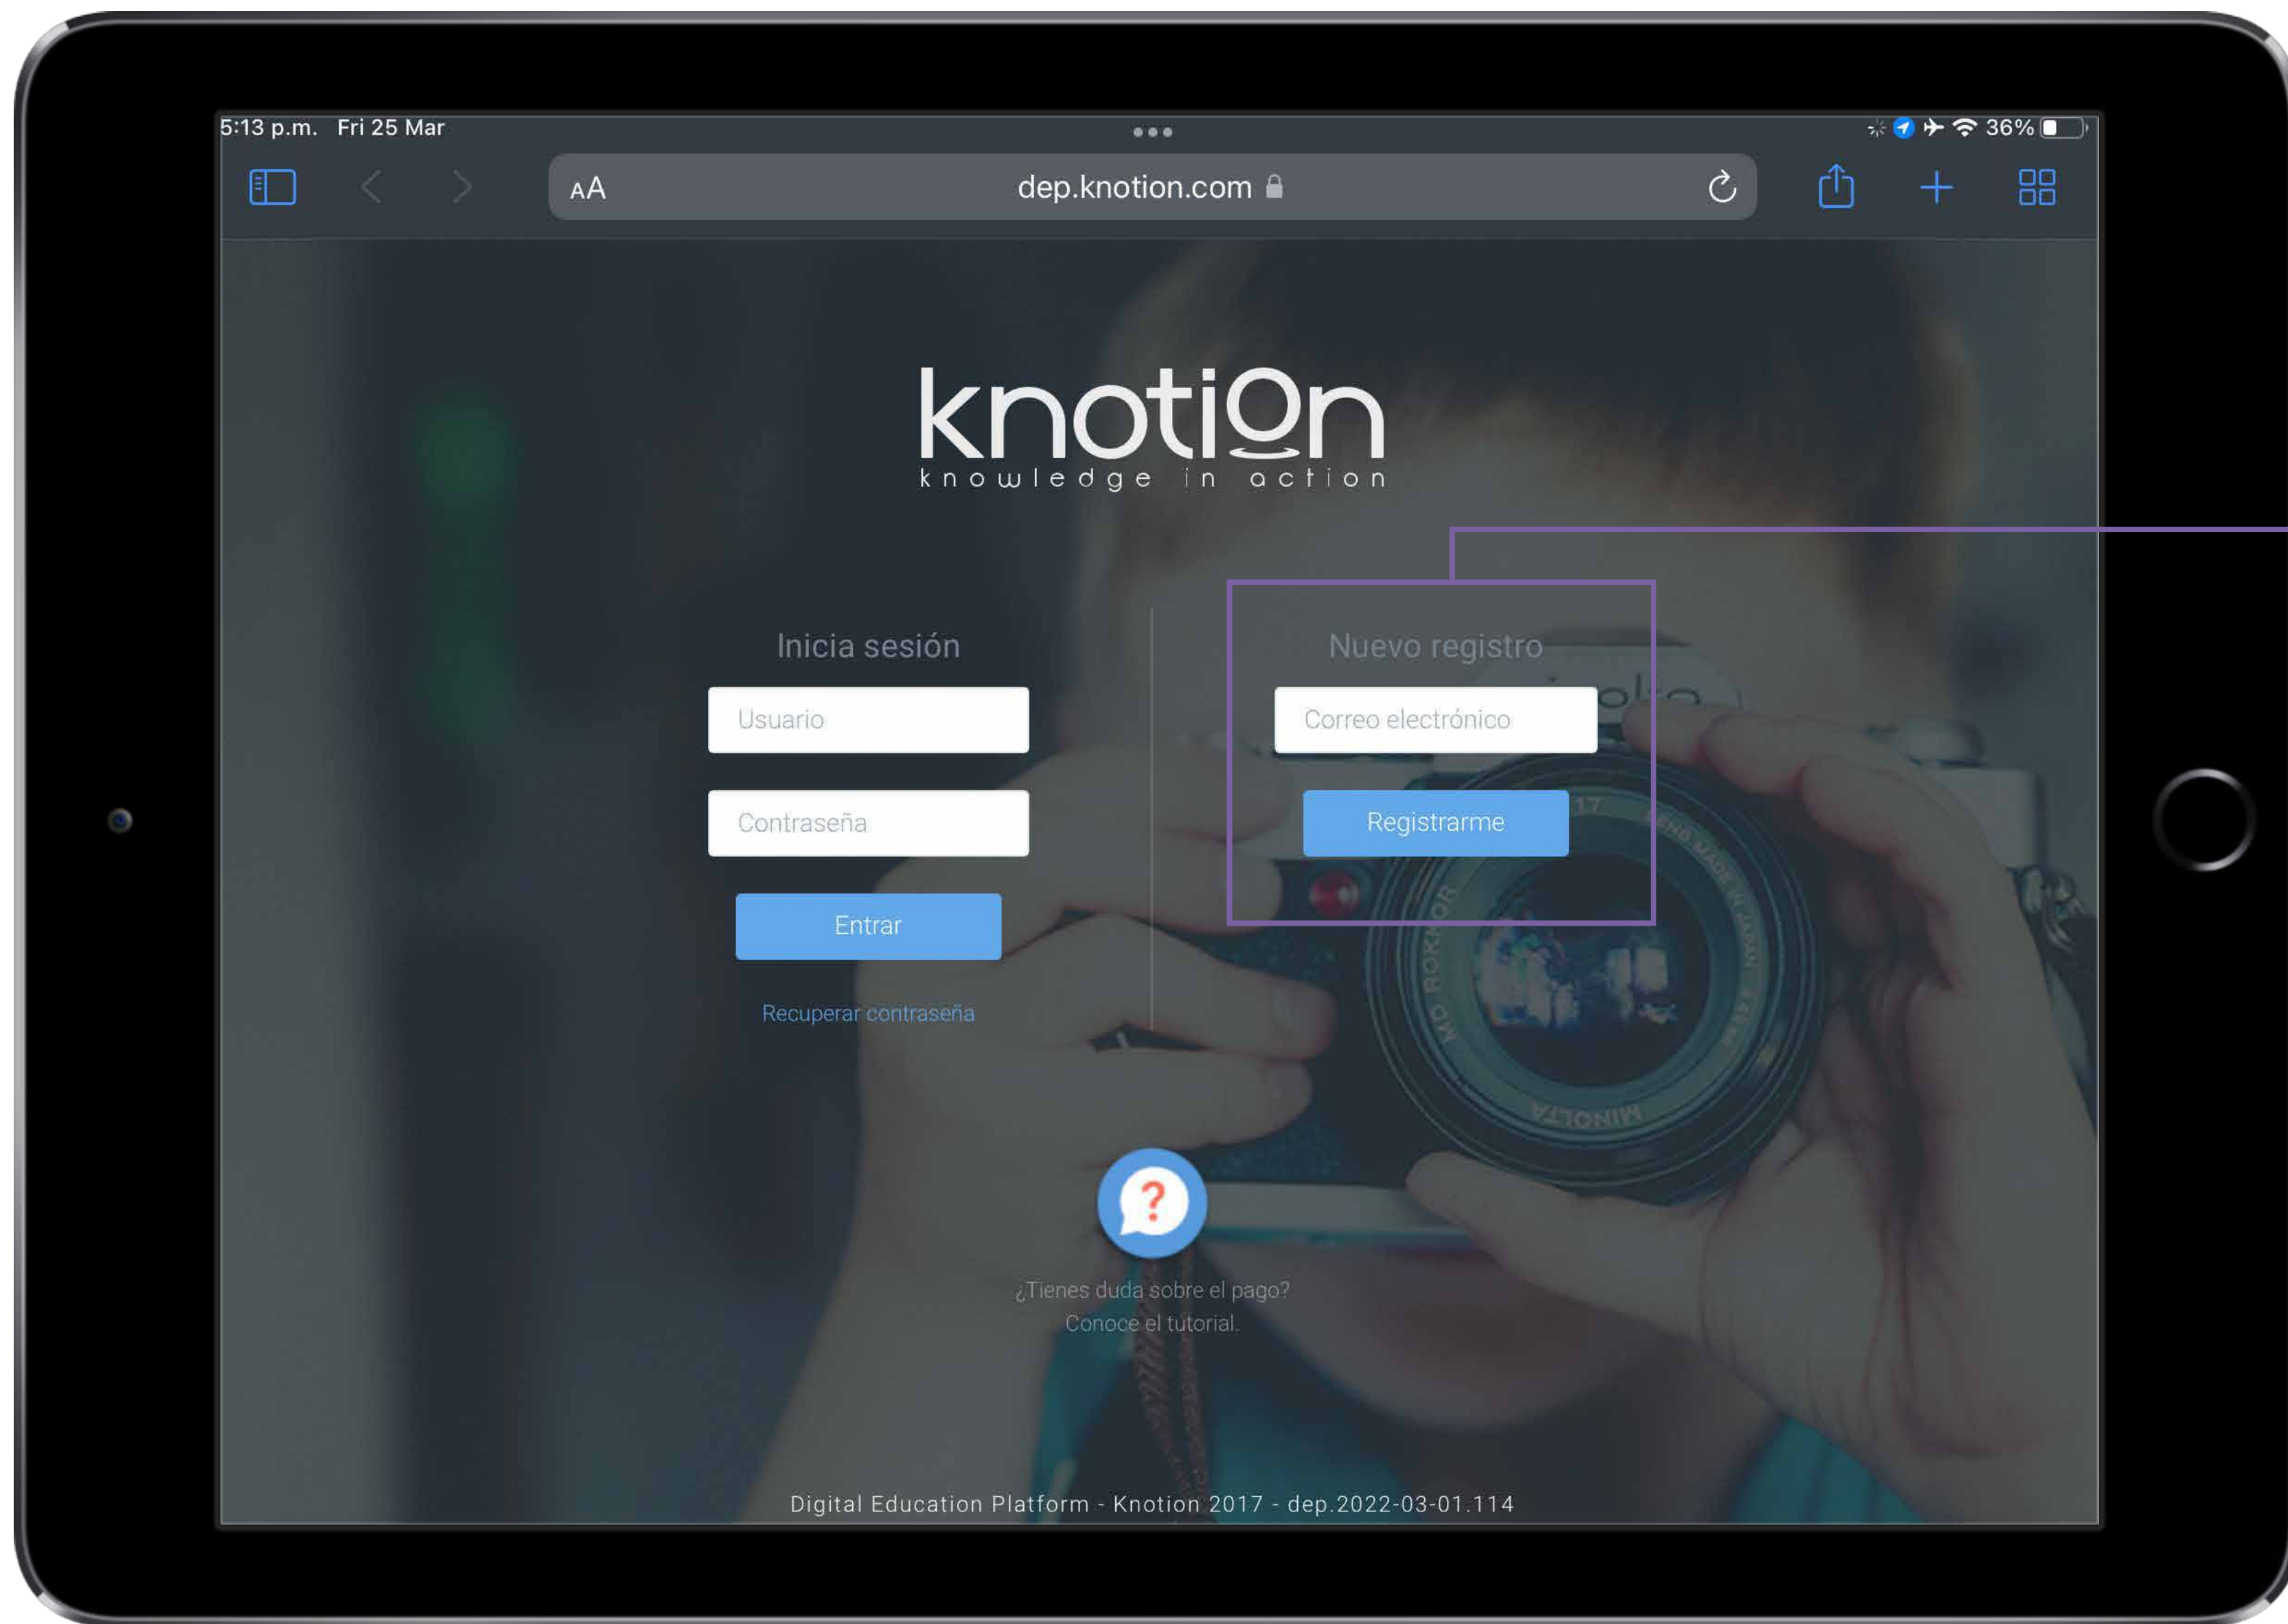 5:13 p.m. Fri 25 Mar
36%
AA
dep.knotion.com
knotion
knowledge in action
Inicia sesión
Usuario
Contraseña
Entrar
Recuperar contraseña
Nuevo registro
Correo electrónico
Registrarme
MD ROKKOR
MINOLTA
¿Tienes duda sobre el pago?
Conoce el tutorial.
Digital Education Platform - Knotion 2017 - dep.2022-03-01.114